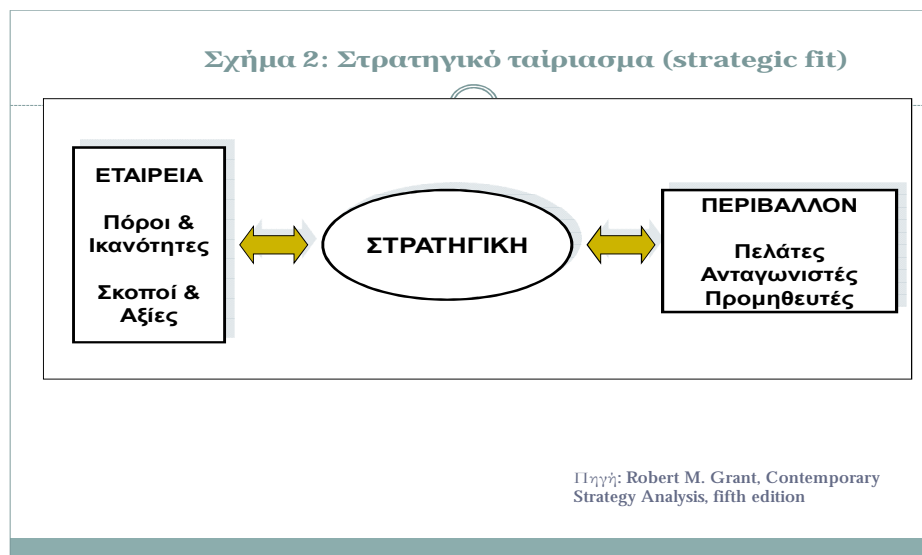 Σχήμα 2: Στρατηγικό ταίριασμα (strategic fit)
ΕΤΑΙΡΕΙΑ
Πόροι &
Ικανότητες
Σκοποί &
Αξίες
ΣΤΡΑΤΗΓΙΚΗ
ΠΕΡΙΒΑΛΛΟΝ
Πελάτες
Ανταγωνιστές
Προμηθευτές
Πηγή: Robert M. Grant, Contemporary
Strategy Analysis, fifth edition